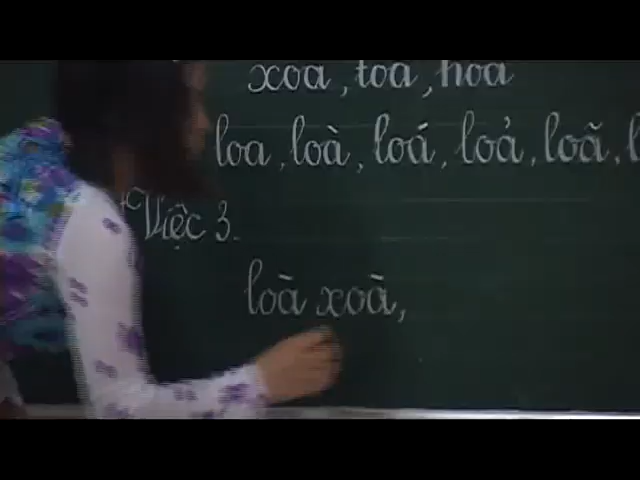 xoa, toa, hoa
loa, loà, loá, loả, loã,
Việc 3.
loà xoà,